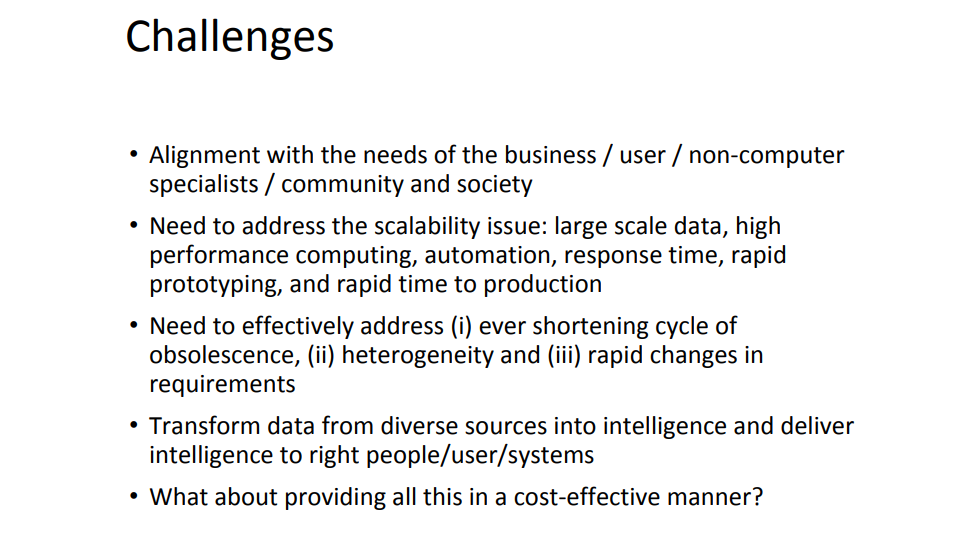 Challenges
• Alignment with the needs of the business / user / non-computer
specialists / community and society
• Need to address the scalability issue: large scale data, high
performance computing, automation, response time, rapid
prototyping, and rapid time to production
• Need to effectively address (i) ever shortening cycle of
obsolescence, (ii) heterogeneity and (iii) rapid changes in
requirements
• Transform data from diverse sources into intelligence and deliver
intelligence to right people/user/systems
• What about providing all this in a cost-effective manner?